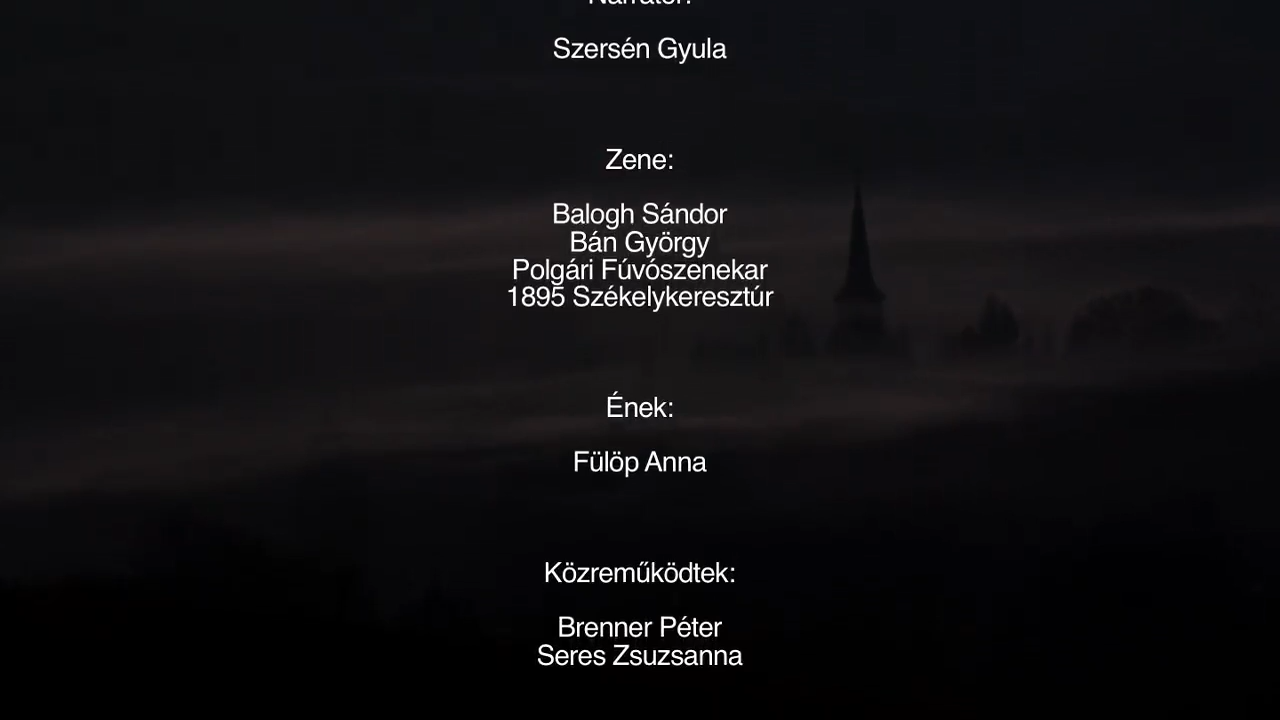 Narrátor:
Szersén Gyula
Zene:
Balogh Sándor
Bán György
Polgári Fúvószenekar
1895 Székelykeresztúr
Ének:
Fülöp Anna
Közreműködtek:
Brenner Péter
Seres Zsuzsanna